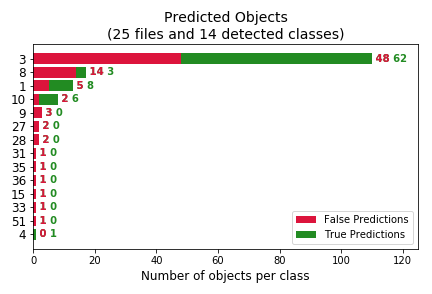 Predicted Objects
(25 files and 14 detected classes)
3 48 62
8 14 3
1 5 8
10 2 6
9 3 0
27 2 0
28 2 0
31 1 0
35 1 0
36 1 0
15 1 0
33 1 0
51 1 0
4 0 1
False Predictions
True Predictions
0 20 40 60 80 100 120
Number of objects per class